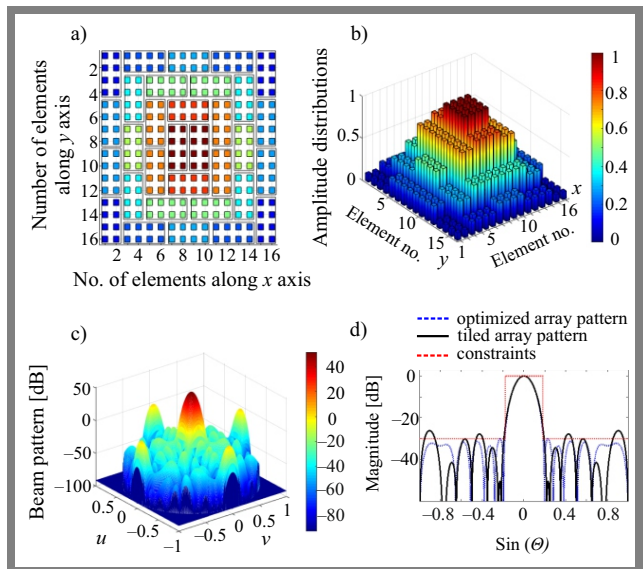 a)
Number of elements
along y axis
2
4
6
8
10
12
14
16
2 4 6 8 10 12 14 16
No. of elements along x axis
b)
Amplitude distributions
1
0.5
0
5
10
15
Element no.
y
1
5
10
16
x
Element no.
1
0.8
0.6
0.4
0.2
0
c)
Beam pattern [dB]
50
0
–50
–100
0.5
0
–0.5
–1
u
–0.5
0
0.5
1
v
40
20
0
–20
–40
–60
–80
d)
optimized array pattern
tiled array pattern
constraints
Magnitude [dB]
0
–20
–40
–0.8 –0.4 0 0.4 0.8
Sin (Θ)